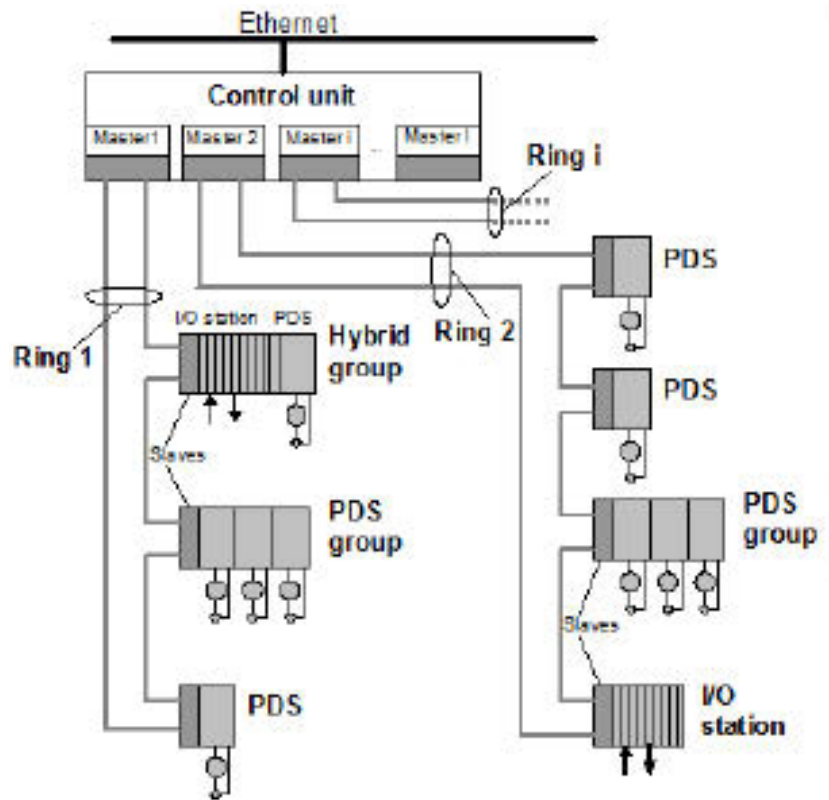 Ethernet
Control unit
Master 1
Master 2
Master i
...
Master I
Ring i
PDS
Ring 2
I/O station PDS
Hybrid
group
Ring 1
PDS
Slaves
PDS
group
PDS
group
Slaves
PDS
I/O
station